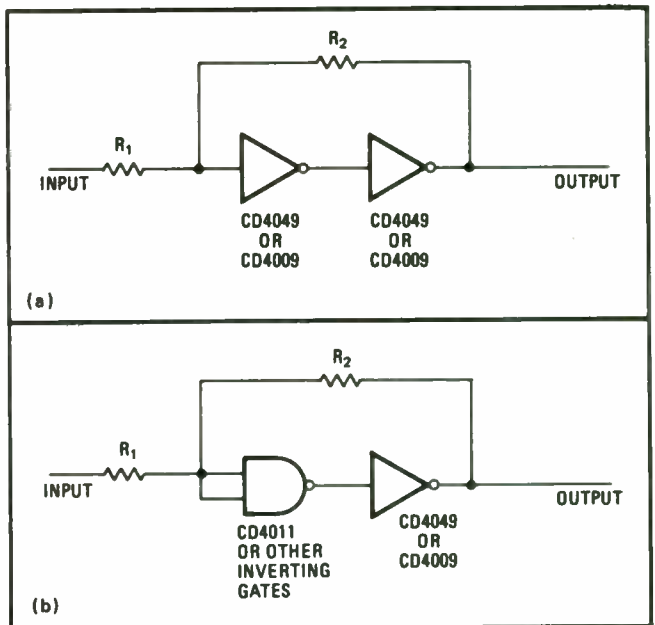 R2
R1
INPUT
OUTPUT
CD4049
OR
CD4009
CD4049
OR
CD4009
(a)
R2
R1
INPUT
OUTPUT
CD4011
OR OTHER
INVERTING
GATES
CD4049
OR
CD4009
(b)